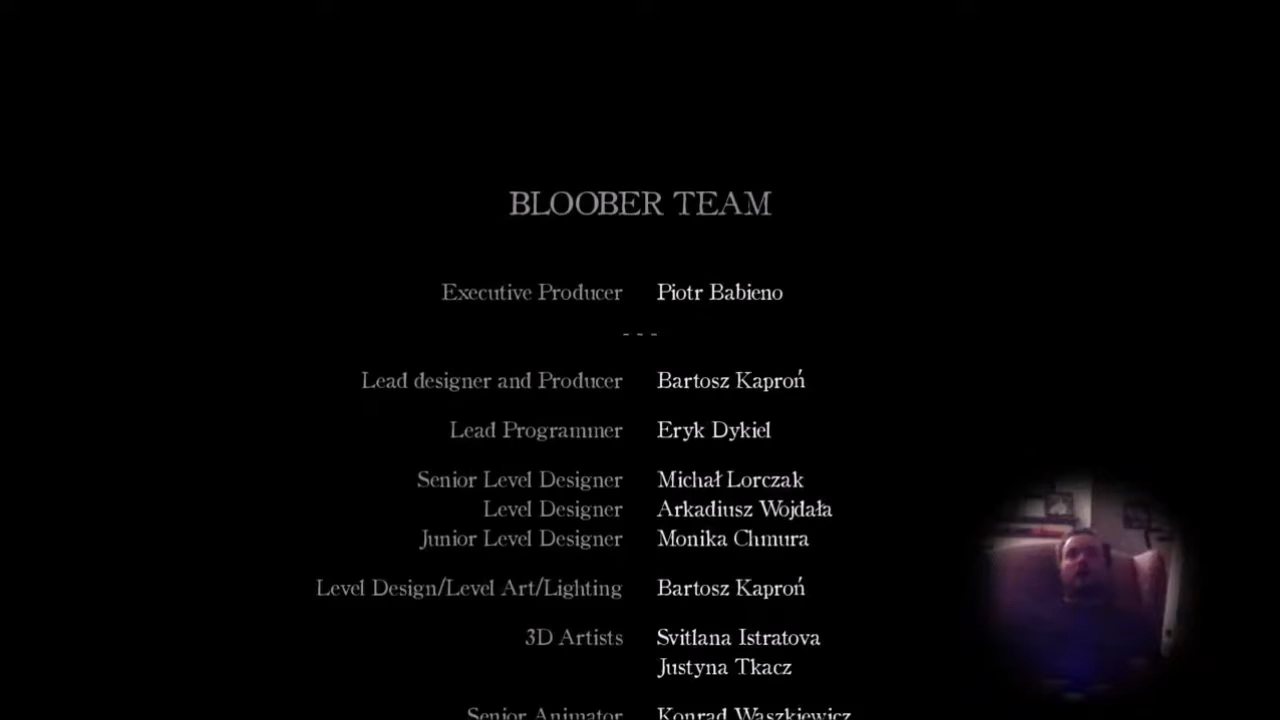 BLOOBER TEAM
Executive Producer Piotr Babieno
- - -
Lead designer and Producer Bartosz Kaproń
Lead Programmer Eryk Dykiel
Senior Level Designer Michał Lorczak
Level Designer Arkadiusz Wojdała
Junior Level Designer Monika Chmura
Level Design/Level Art/Lighting Bartosz Kaproń
3D Artists Svitlana Istratova
Justyna Tkacz
Senior Animator Konrad Waszkiewicz